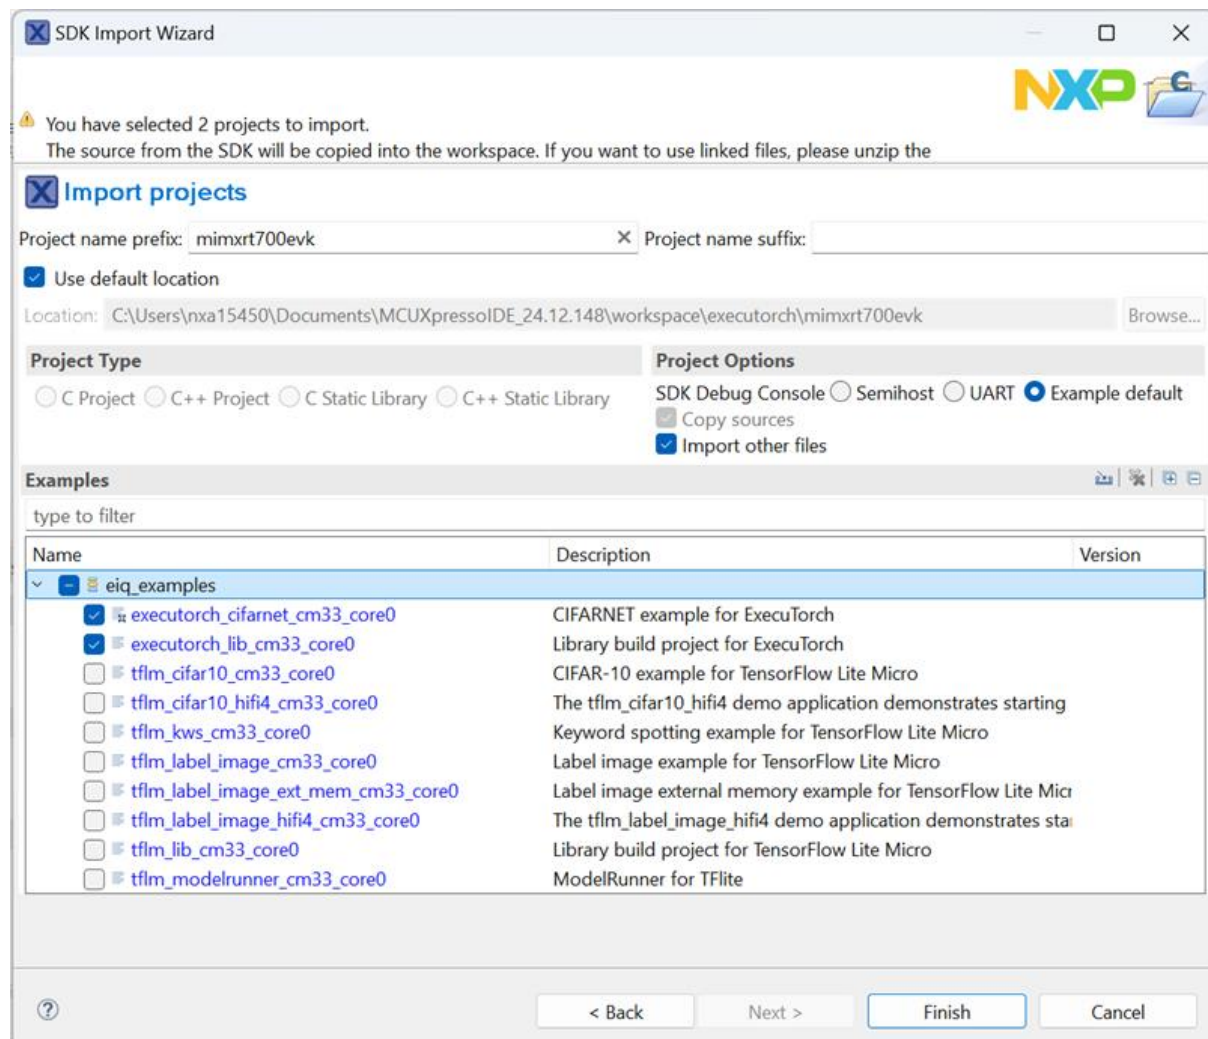 SDK Import Wizard
NXP
You have selected 2 projects to import.
The source from the SDK will be copied into the workspace. If you want to use linked files, please unzip the
Import projects
Project name prefix: mimxrt700evk Project name suffix:
Use default location
Location: C:\Users\nxa15450\Documents\MCUXpressoIDE_24.12.148\workspace\executorch\mimxrt700evk Browse...
Project Type Project Options
C Project C++ Project C Static Library C++ Static Library SDK Debug Console Semihost UART Example default
Copy sources
Import other files
Examples
type to filter
Name Description Version
eiq_examples
executorch_cifarnet_cm33_core0 CIFARNET example for ExecuTorch
executorch_lib_cm33_core0 Library build project for ExecuTorch
tflm_cifar10_cm33_core0 CIFAR-10 example for TensorFlow Lite Micro
tflm_cifar10_hifi4_cm33_core0 The tflm_cifar10_hifi4 demo application demonstrates starting
tflm_kws_cm33_core0 Keyword spotting example for TensorFlow Lite Micro
tflm_label_image_cm33_core0 Label image example for TensorFlow Lite Micro
tflm_label_image_ext_mem_cm33_core0 Label image external memory example for TensorFlow Lite Micr
tflm_label_image_hifi4_cm33_core0 The tflm_label_image_hifi4 demo application demonstrates sta
tflm_lib_cm33_core0 Library build project for TensorFlow Lite Micro
tflm_modelrunner_cm33_core0 ModelRunner for TFlite
< Back Next > Finish Cancel